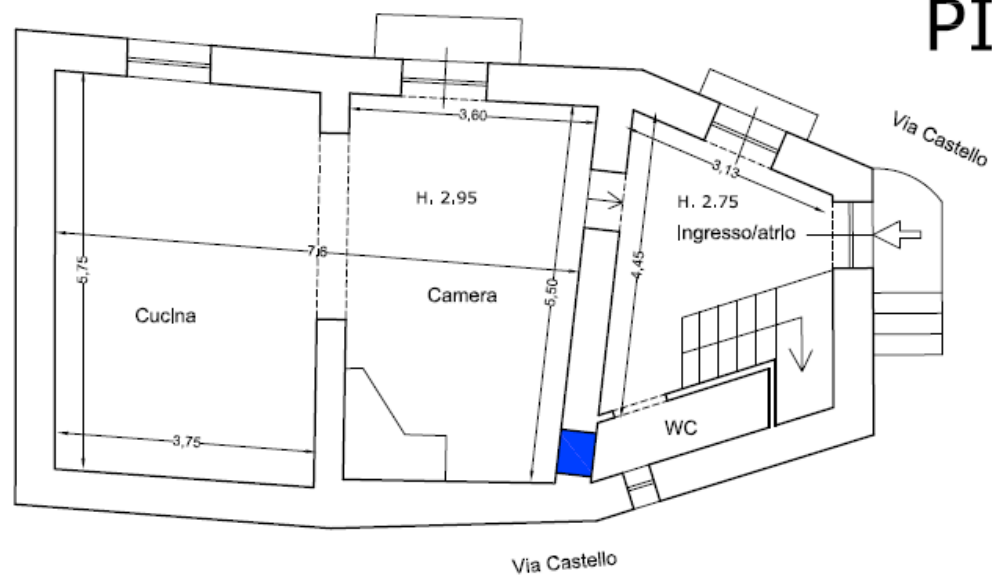 PI
Via Castello
3,60
3,13
H. 2.95
H. 2.75
Ingresso/atrio
7,6
5,75
4,45
5,50
Camera
Cucina
3,75
WC
Via Castello